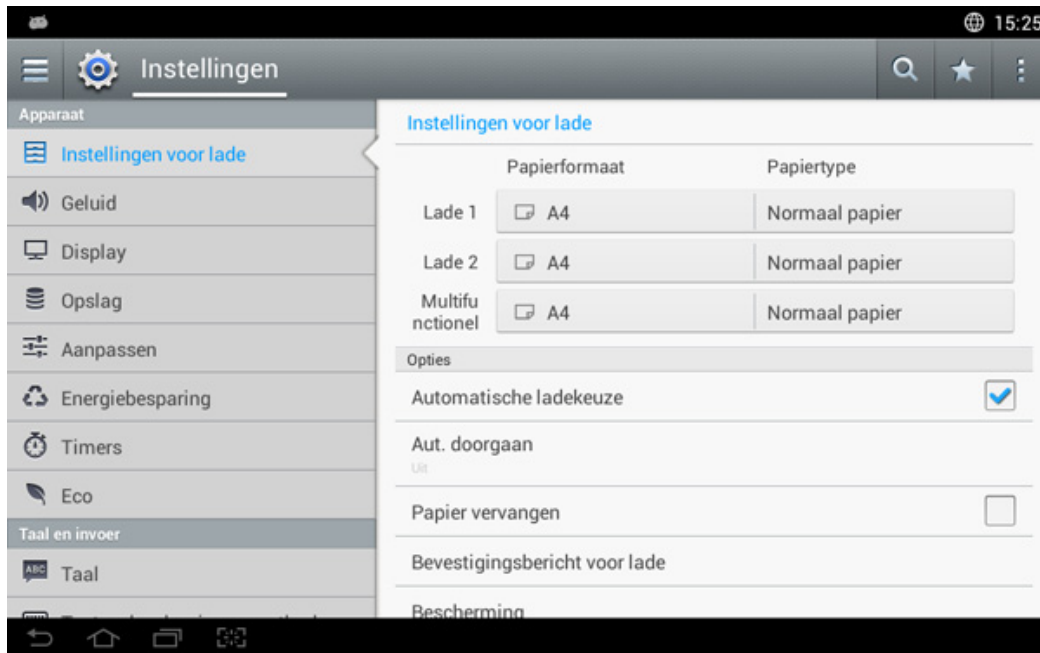 15:25
Instellingen
Apparaat
Instellingen voor lade
Geluid
Display
Opslag
Aanpassen
Energiebesparing
Timers
Eco
Taal en invoer
ABC
Taal
Instellingen voor lade
Papierformaat Papiertype
Lade 1 A4 Normaal papier
Lade 2 A4 Normaal papier
Multifu
nctionel A4 Normaal papier
Opties
Automatische ladekeuze
Aut. doorgaan
Uit
Papier vervangen
Bevestigingsbericht voor lade
Bescherming